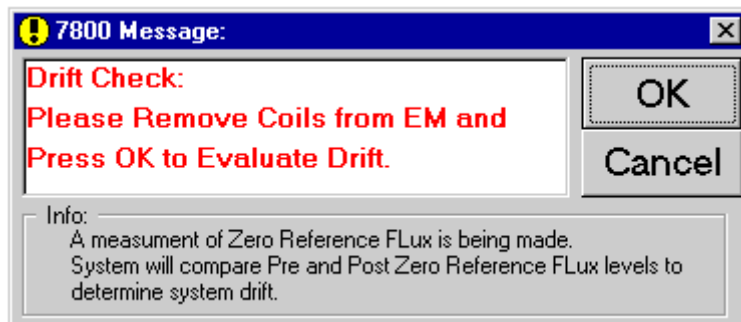 7800 Message:
Drift Check:
Please Remove Coils from EM and
Press OK to Evaluate Drift.
OK
Cancel
Info:
A measument of Zero Reference FLux is being made.
System will compare Pre and Post Zero Reference FLux levels to
determine system drift.